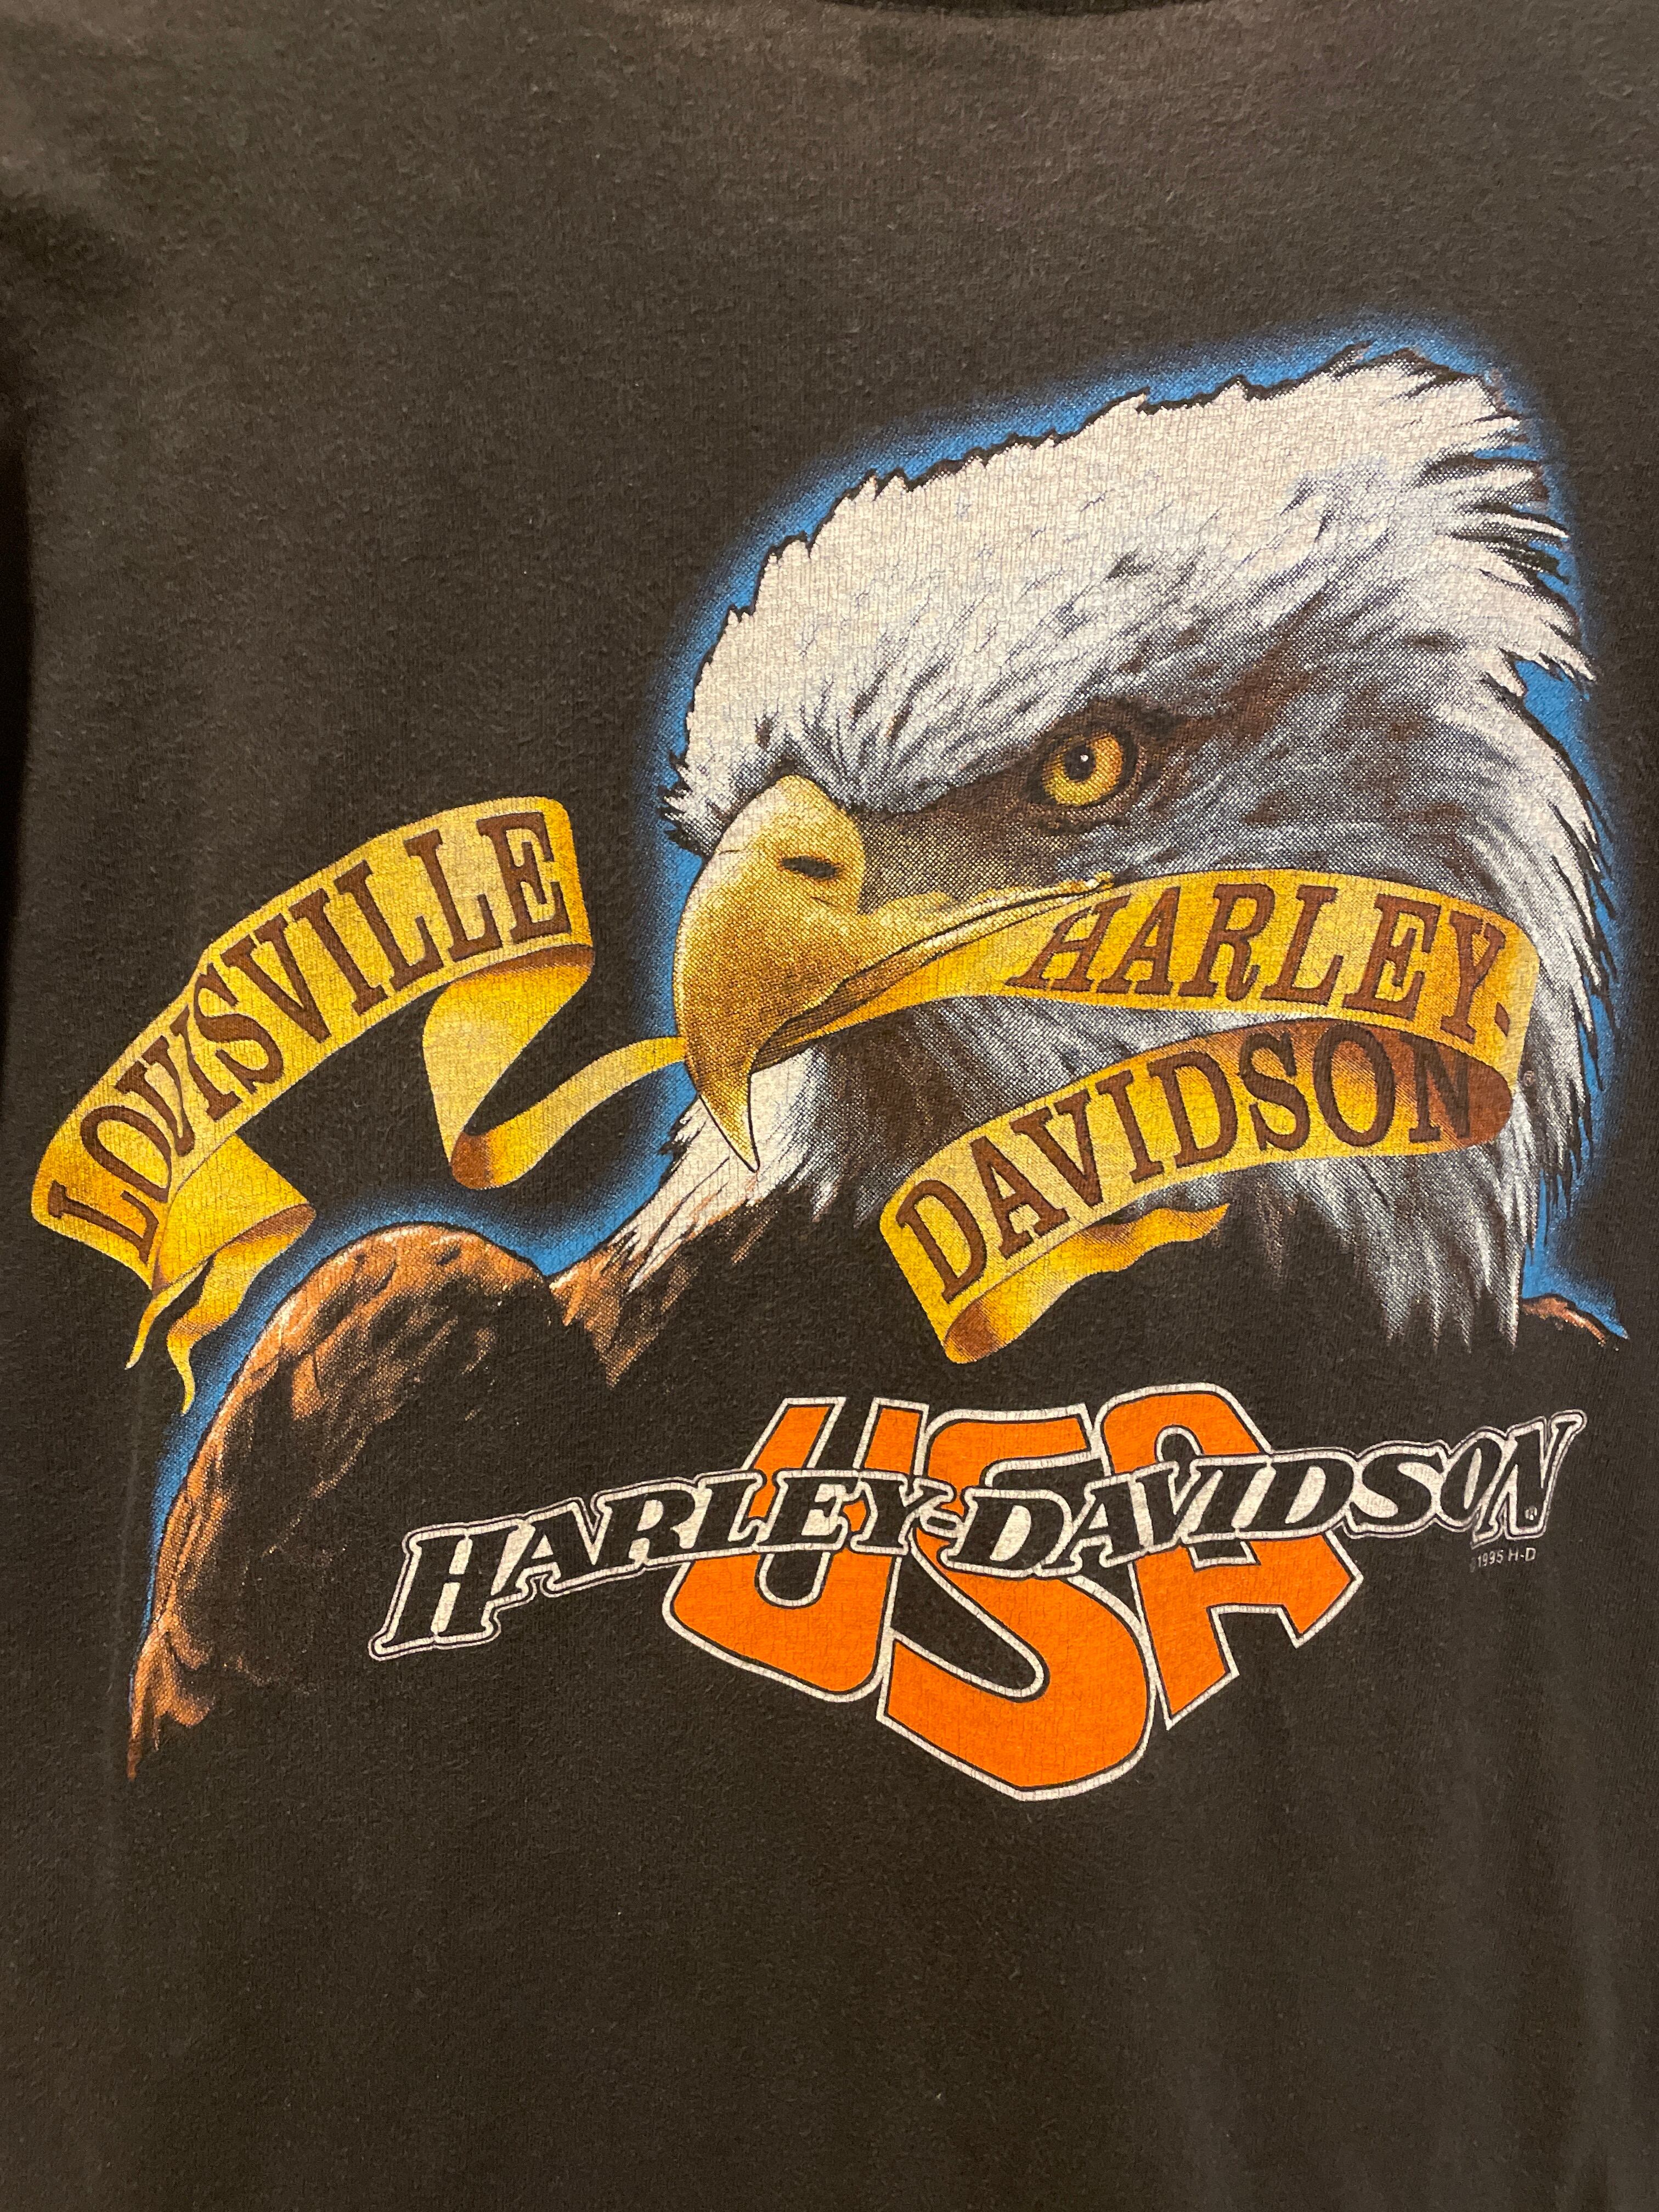 LOUISVILLE
HARLEY-
DAVIDSON®
USA
HARLEY-DAVIDSON®
©1995 H-D